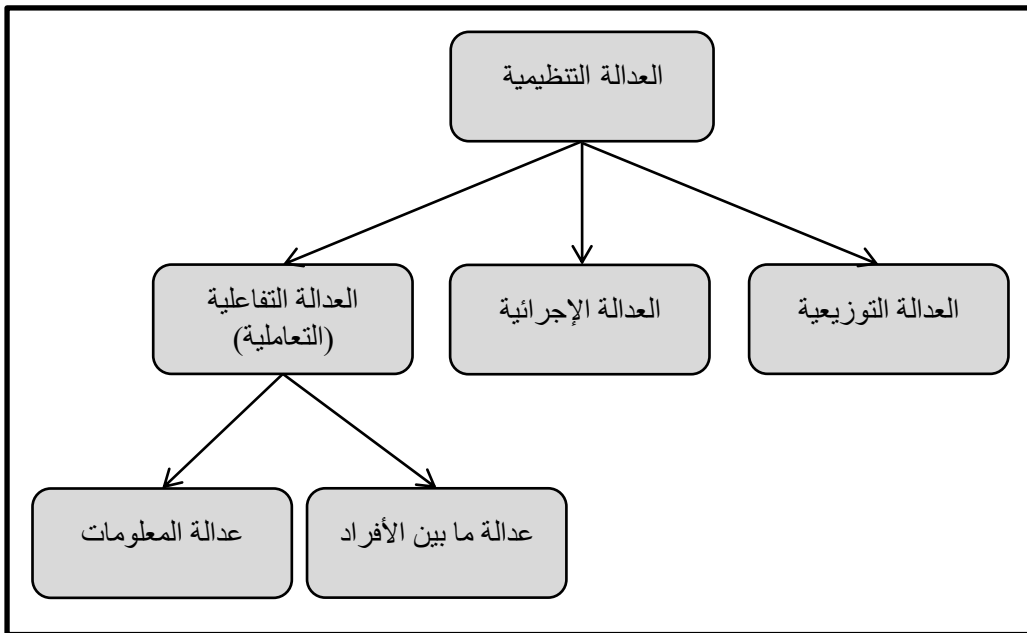 العدالة التنظيمية
العدالة التوزيعية
العدالة الإجرائية
العدالة التفاعلية
(التعاملية)
عدالة ما بين الأفراد
عدالة المعلومات